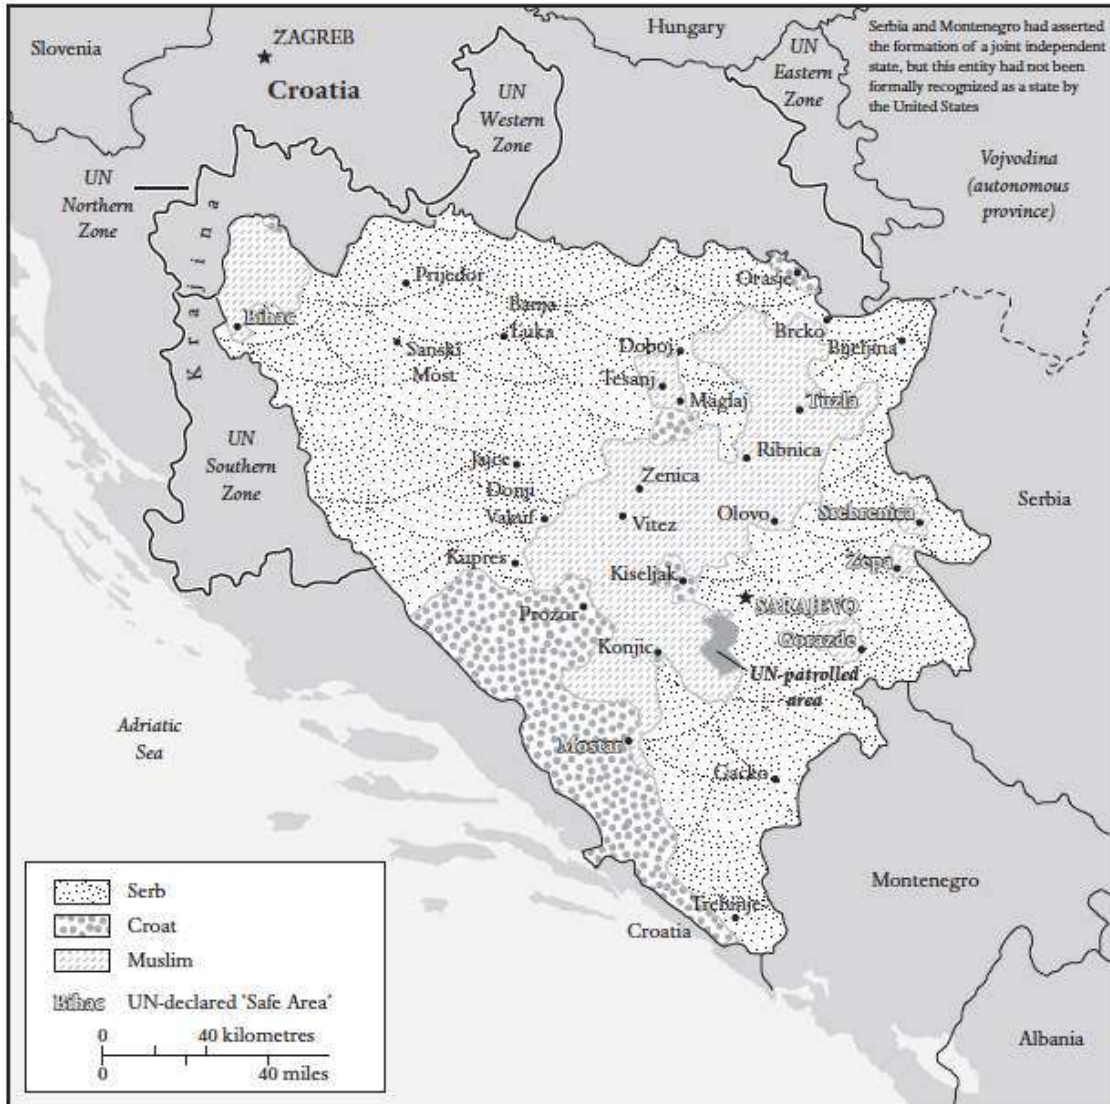 Slovenia
ZAGREB
Croatia
Hungary
UN
Eastern
Zone
Serbia and Montenegro had asserted
the formation of a joint independent
state, but this entity had not been
formally recognized as a state by
the United States
UN
Western
Zone
UN
Northern
Zone
Vojvodina
(autonomous
province)
Krajina
Prijedor
Orasje
Banja
Luka
Bihac
Brcko
Bijeljina
Sanski
Most
Doboj
Tesanj
Maglaj
Tuzla
UN
Southern
Zone
Jajce
Ribnica
Zenica
Donji
Vakuf
Vitez
Olovo
Srebrenica
Serbia
Kupres
Kiseljak
Zepa
Prozor
SARAJEVO
Konjic
Gorazde
UN-patrolled
area
Adriatic
Sea
Mostar
Gacko
Montenegro
Trebinje
Croatia
Albania
Serb
Croat
Muslim
Bihac UN-declared 'Safe Area'
0 40 kilometres
0 40 miles